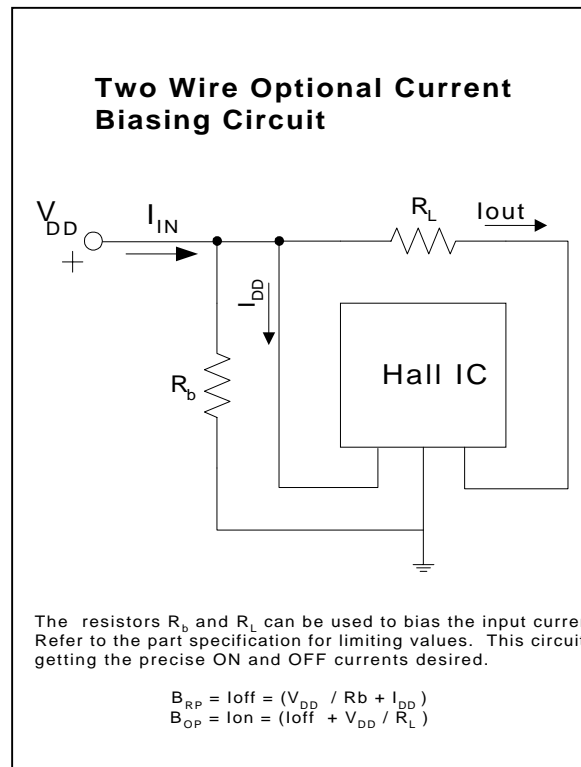 Two Wire Optional Current
Biasing Circuit
VDD
+
IIN
RL
Iout
IDD
Rb
Hall IC
The resistors Rb and RL can be used to bias the input
Refer to the part specification for limiting values. This circuit
getting the precise ON and OFF currents desired.
BRP = Ioff = (VDD / Rb + IDD )
BOP = Ion = (Ioff + VDD / RL )